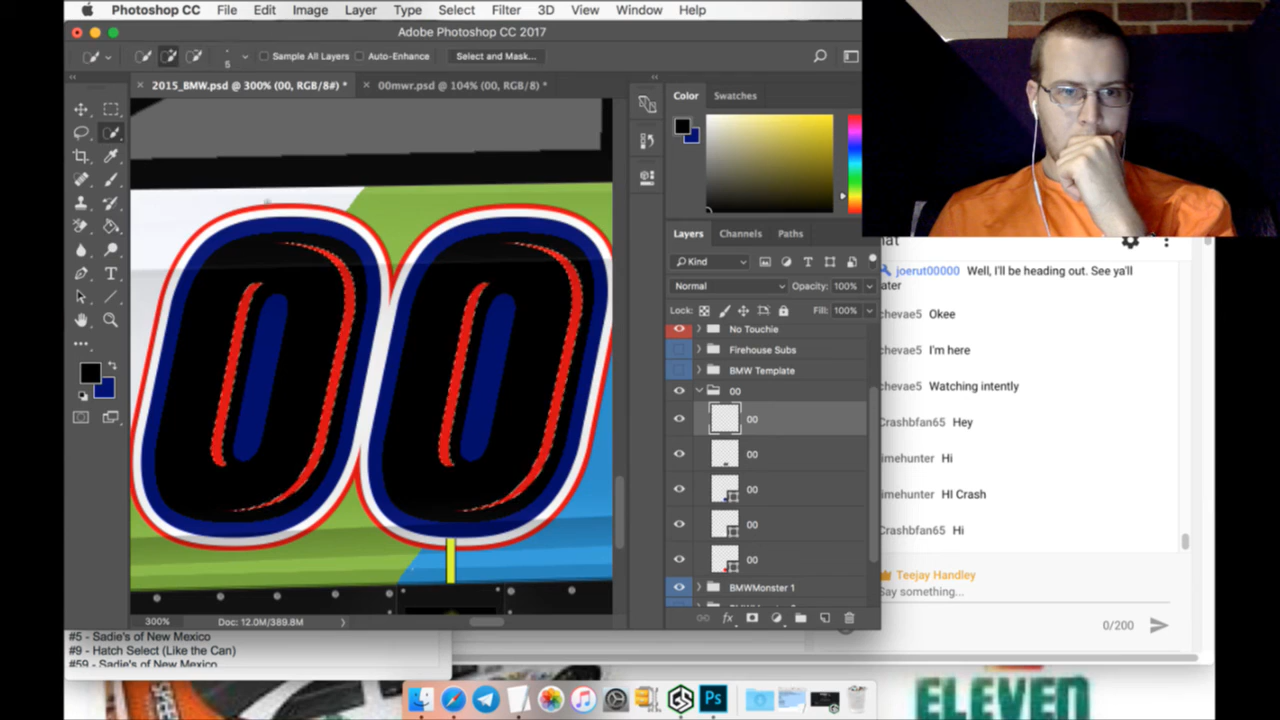 Photoshop CC File Edit Image Layer Type Select Filter 3D View Window Help
Adobe Photoshop CC 2017
5 Sample All Layers Auto-Enhance Select and Mask...
2015_BMW.psd @ 300% (00, RGB/8#) * 00mwr.psd @ 104% (00, RGB/8) *
Color Swatches
00
Layers Channels Paths
Kind
Normal Opacity: 100%
Lock: Fill: 100%
No Touchie
Firehouse Subs
BMW Template
00
00
00
00
00
00
BMWMonster 1
300% Doc: 12.0M/389.8M
joerut00000 Well, I'll be heading out. See ya'll
ater
chevae5 Okee
chevae5 I'm here
chevae5 Watching intently
Crashbfan65 Hey
imehunter Hi
imehunter HI Crash
Crashbfan65 Hi
Teejay Handley
Say something...
0/200
#5 - Sadie's of New Mexico
#9 - Hatch Select (Like the Can)
#59 - Sadie's of New Mexico
Ps
ELEVEN